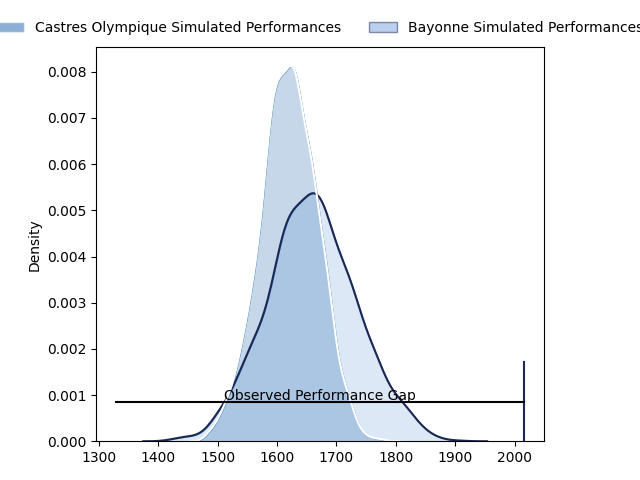 Castres Olympique Simulated Performances Bayonne Simulated Performances
0.008
0.007
0.006
0.005
0.004
0.003
0.002
0.001
0.000
Density
Observed Performance Gap
1300 1400 1500 1600 1700 1800 1900 2000